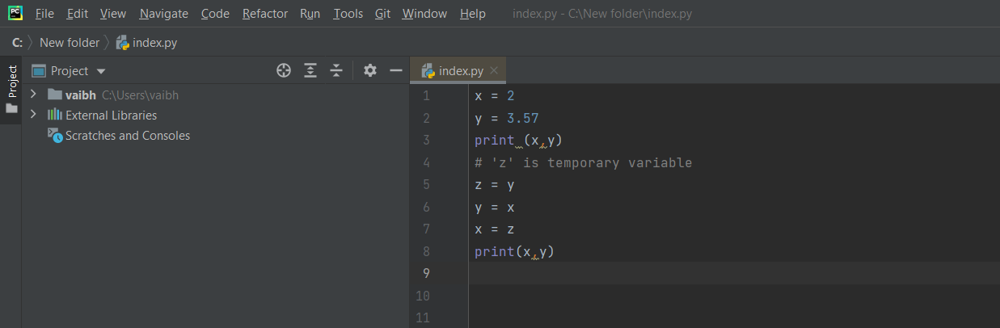 PC File Edit View Navigate Code Refactor Run Tools Git Window Help index.py - C:\New folder\index.py
C: New folder index.py
Project
Project
index.py
vaibh C:\Users\vaibh
External Libraries
Scratches and Consoles
1 x = 2
2 y = 3.57
3 print (x,y)
4 # 'z' is temporary variable
5 z = y
6 y = x
7 x = z
8 print(x,y)
9
10
11